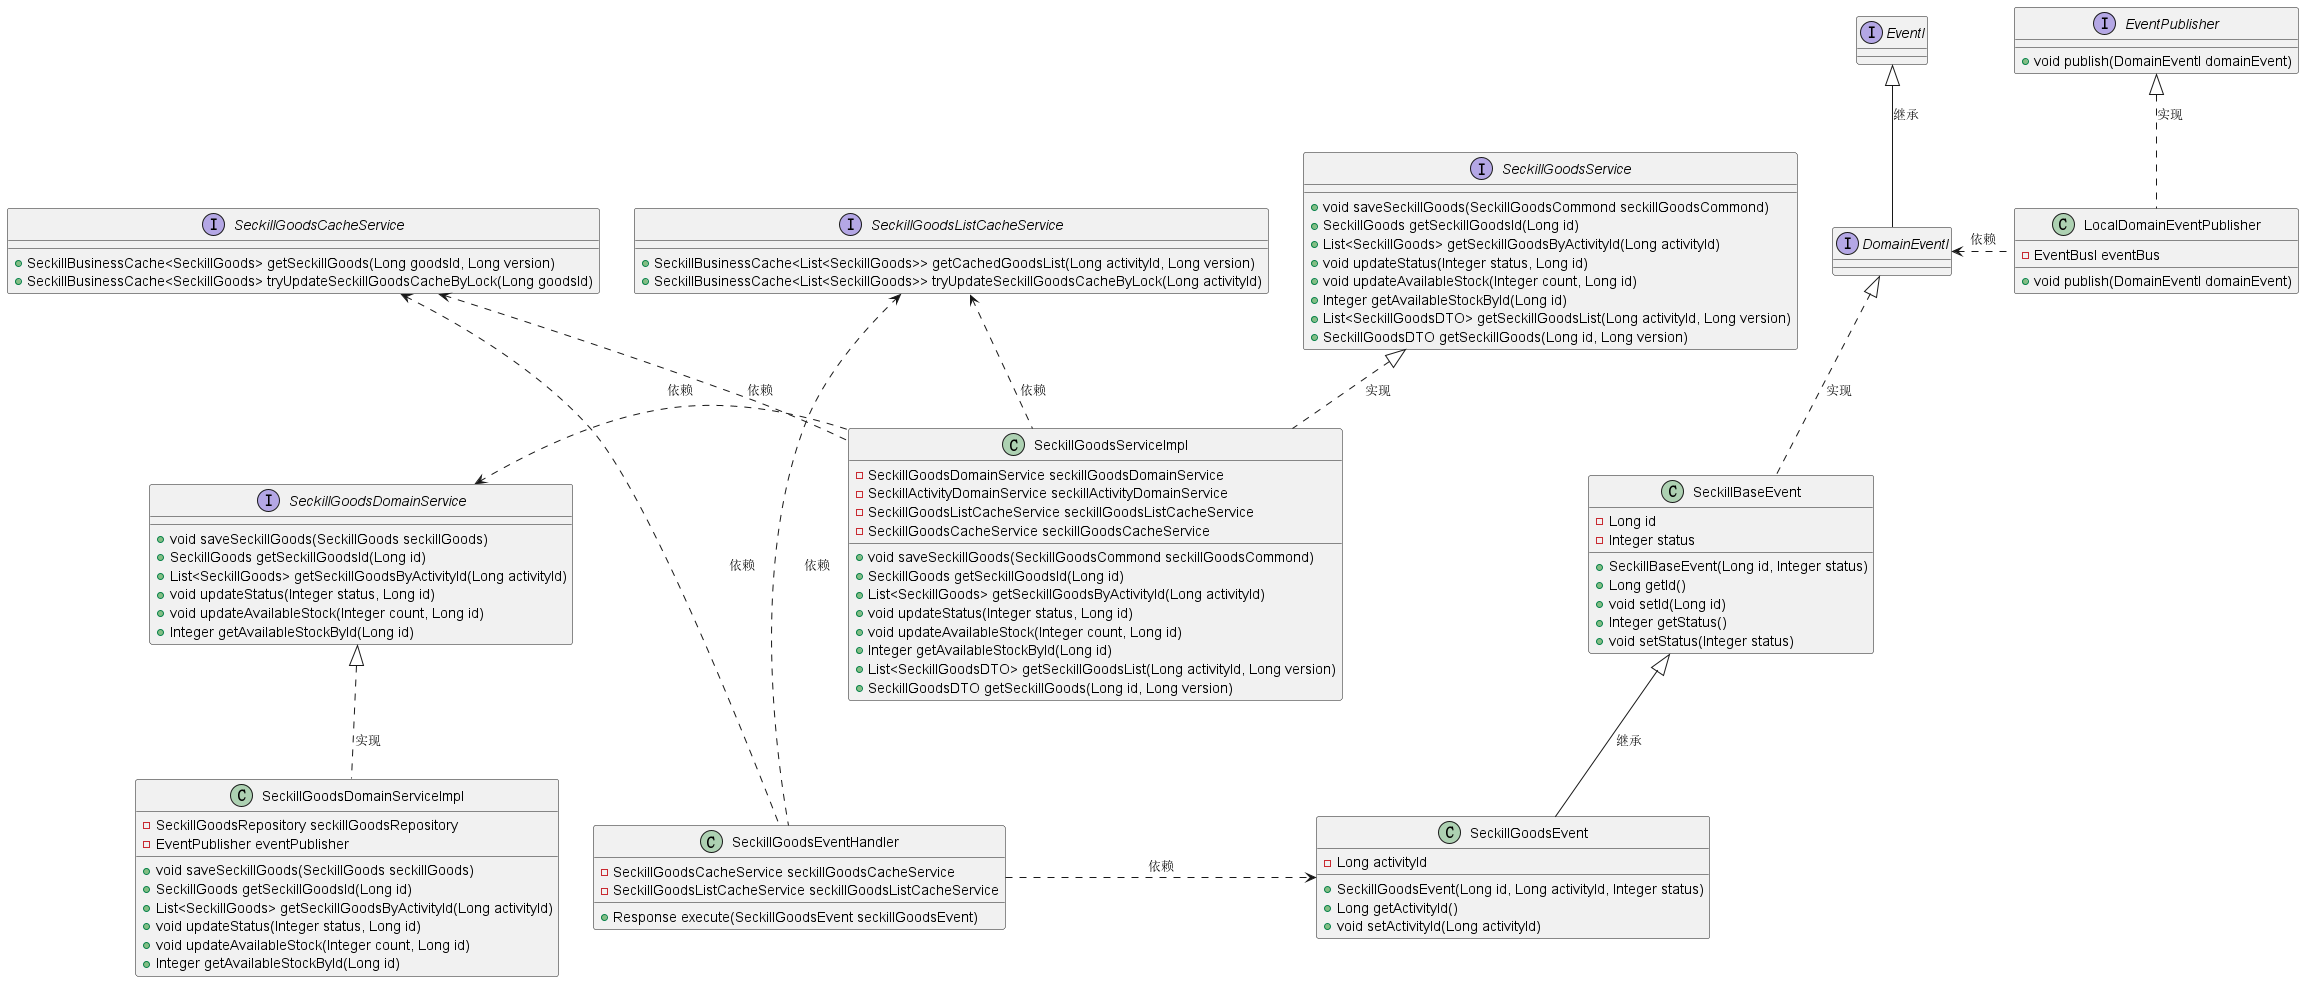 EventI
继承
EventPublisher
void publish(DomainEventI domainEvent)
实现
SeckillGoodsService
void saveSeckillGoods(SeckillGoodsCommond seckillGoodsCommond)
SeckillGoods getSeckillGoodsId(Long id)
List<SeckillGoods> getSeckillGoodsByActivityId(Long activityId)
void updateStatus(Integer status, Long id)
void updateAvailableStock(Integer count, Long id)
Integer getAvailableStockById(Long id)
List<SeckillGoodsDTO> getSeckillGoodsList(Long activityId, Long version)
SeckillGoodsDTO getSeckillGoods(Long id, Long version)
SeckillGoodsCacheService
SeckillBusinessCache<SeckillGoods> getSeckillGoods(Long goodsId, Long version)
SeckillBusinessCache<SeckillGoods> tryUpdateSeckillGoodsCacheByLock(Long goodsId)
SeckillGoodsListCacheService
SeckillBusinessCache<List<SeckillGoods>> getCachedGoodsList(Long activityId, Long version)
SeckillBusinessCache<List<SeckillGoods>> tryUpdateSeckillGoodsCacheByLock(Long activityId)
DomainEventI
依赖
LocalDomainEventPublisher
EventBusI eventBus
void publish(DomainEventI domainEvent)
依赖
依赖
依赖
实现
实现
SeckillGoodsServiceImpl
SeckillGoodsDomainService seckillGoodsDomainService
SeckillActivityDomainService seckillActivityDomainService
SeckillGoodsListCacheService seckillGoodsListCacheService
SeckillGoodsCacheService seckillGoodsCacheService
void saveSeckillGoods(SeckillGoodsCommond seckillGoodsCommond)
SeckillGoods getSeckillGoodsId(Long id)
List<SeckillGoods> getSeckillGoodsByActivityId(Long activityId)
void updateStatus(Integer status, Long id)
void updateAvailableStock(Integer count, Long id)
Integer getAvailableStockById(Long id)
List<SeckillGoodsDTO> getSeckillGoodsList(Long activityId, Long version)
SeckillGoodsDTO getSeckillGoods(Long id, Long version)
SeckillGoodsDomainService
void saveSeckillGoods(SeckillGoods seckillGoods)
SeckillGoods getSeckillGoodsId(Long id)
List<SeckillGoods> getSeckillGoodsByActivityId(Long activityId)
void updateStatus(Integer status, Long id)
void updateAvailableStock(Integer count, Long id)
Integer getAvailableStockById(Long id)
依赖
依赖
SeckillBaseEvent
Long id
Integer status
SeckillBaseEvent(Long id, Integer status)
Long getId()
void setId(Long id)
Integer getStatus()
void setStatus(Integer status)
实现
继承
SeckillGoodsDomainServiceImpl
SeckillGoodsRepository seckillGoodsRepository
EventPublisher eventPublisher
void saveSeckillGoods(SeckillGoods seckillGoods)
SeckillGoods getSeckillGoodsId(Long id)
List<SeckillGoods> getSeckillGoodsByActivityId(Long activityId)
void updateStatus(Integer status, Long id)
void updateAvailableStock(Integer count, Long id)
Integer getAvailableStockById(Long id)
SeckillGoodsEventHandler
SeckillGoodsCacheService seckillGoodsCacheService
SeckillGoodsListCacheService seckillGoodsListCacheService
Response execute(SeckillGoodsEvent seckillGoodsEvent)
依赖
SeckillGoodsEvent
Long activityId
SeckillGoodsEvent(Long id, Long activityId, Integer status)
Long getActivityId()
void setActivityId(Long activityId)